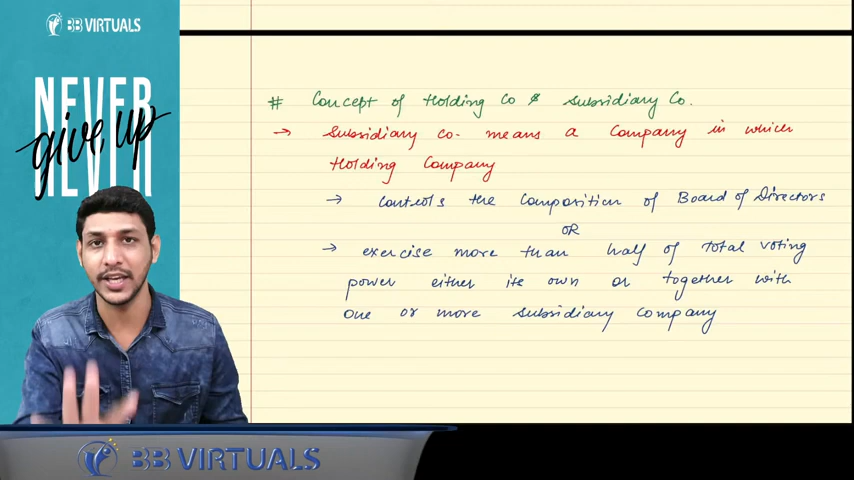 BB VIRTUALS
NEVER
give up
NEVER
# Concept of Holding Co & Subsidiary Co.
→ Subsidiary Co. means a Company in which
Holding Company
→ Controls the Composition of Board of Directors
OR
→ exercise more than half of total voting
power either its own or together with
one or more subsidiary company
BB VIRTUALS